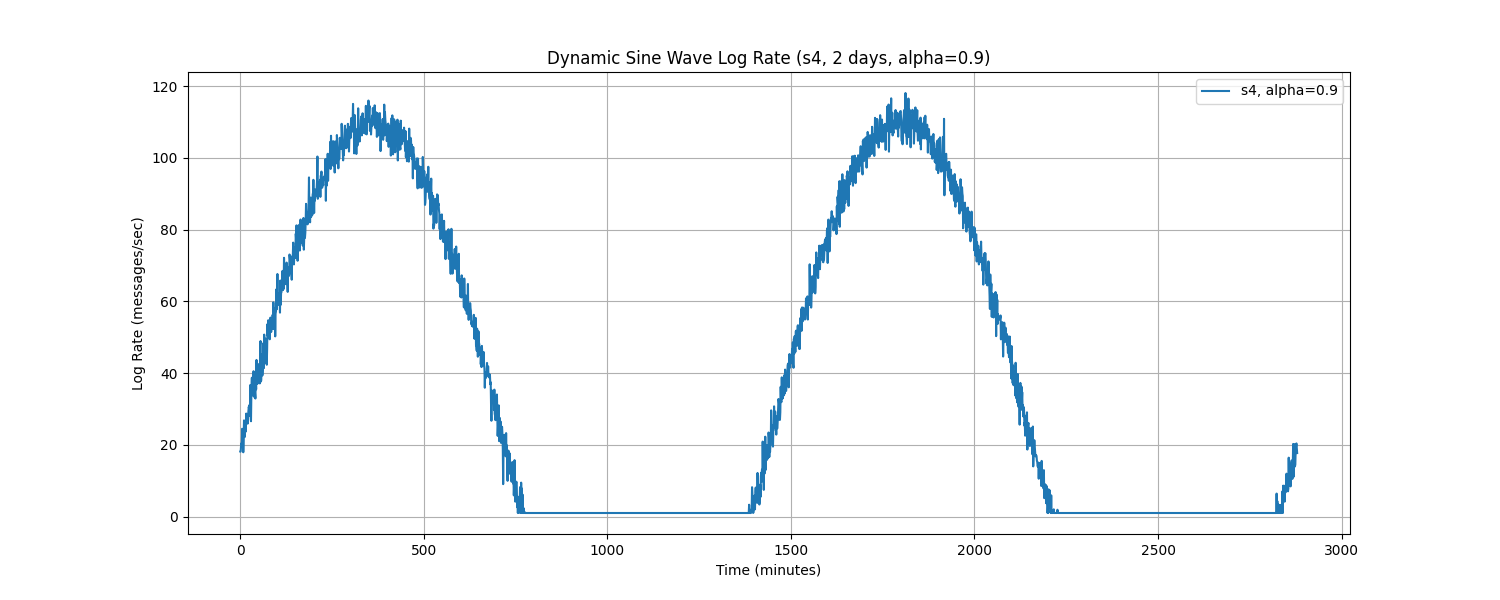 Dynamic Sine Wave Log Rate (s4, 2 days, alpha=0.9)
s4, alpha=0.9
Log Rate (messages/sec)
120
100
80
60
40
20
0
0 500 1000 1500 2000 2500 3000
Time (minutes)